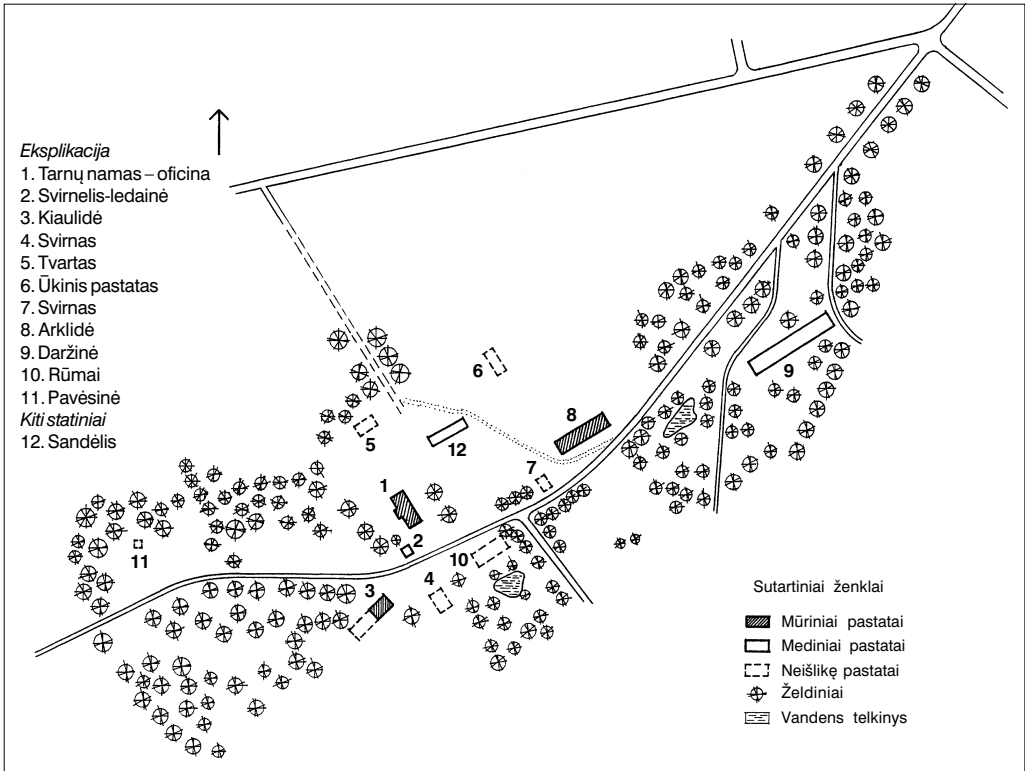 Eksplikacija
1. Tarnų namas – oficina
2. Svirnelis-ledainė
3. Kiaulidė
4. Svirnas
5. Tvartas
6. Ūkinis pastatas
7. Svirnas
8. Arklidė
9. Daržinė
10. Rūmai
11. Pavėsinė
Kiti statiniai
12. Sandėlis
6
9
8
5
12
7
1
2
10
11
3
4
Sutartiniai ženklai
Mūriniai pastatai
Mediniai pastatai
Neišlikę pastatai
Želdiniai
Vandens telkinys